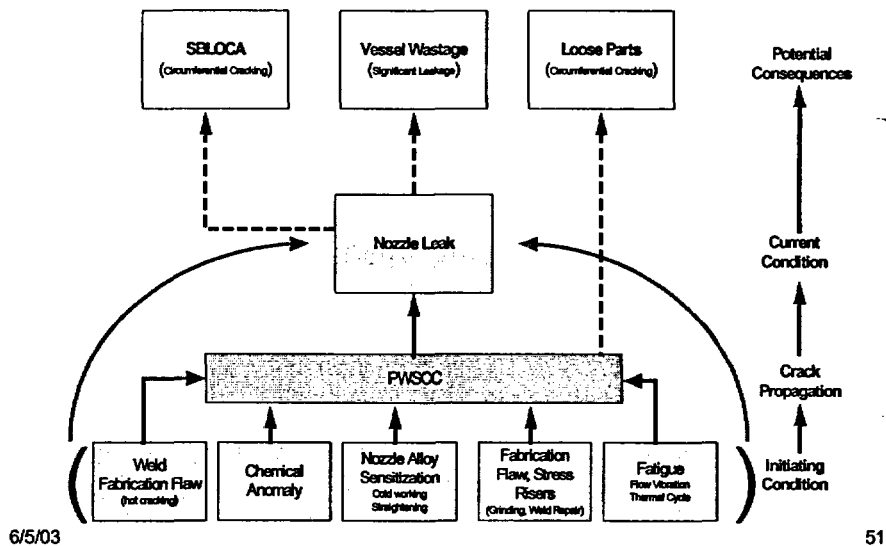 SBLOCA
(Circumferential Cracking)
Vessel Wastage
(Significant Leakage)
Loose Parts
(Circumferential Cracking)
Potential
Consequences
Nozzle Leak
Current
Condition
PWSCC
Crack
Propagation
Weld
Fabrication Flaw
(hot cracking)
Chemical
Anomaly
Nozzle Alloy
Sensitization
Cold working
Straightening
Fabrication
Flaw, Stress
Risers
(Grinding, Weld Repair)
Fatigue
Flow Vibration
Thermal Cycle
Initiating
Condition
6/5/03
51